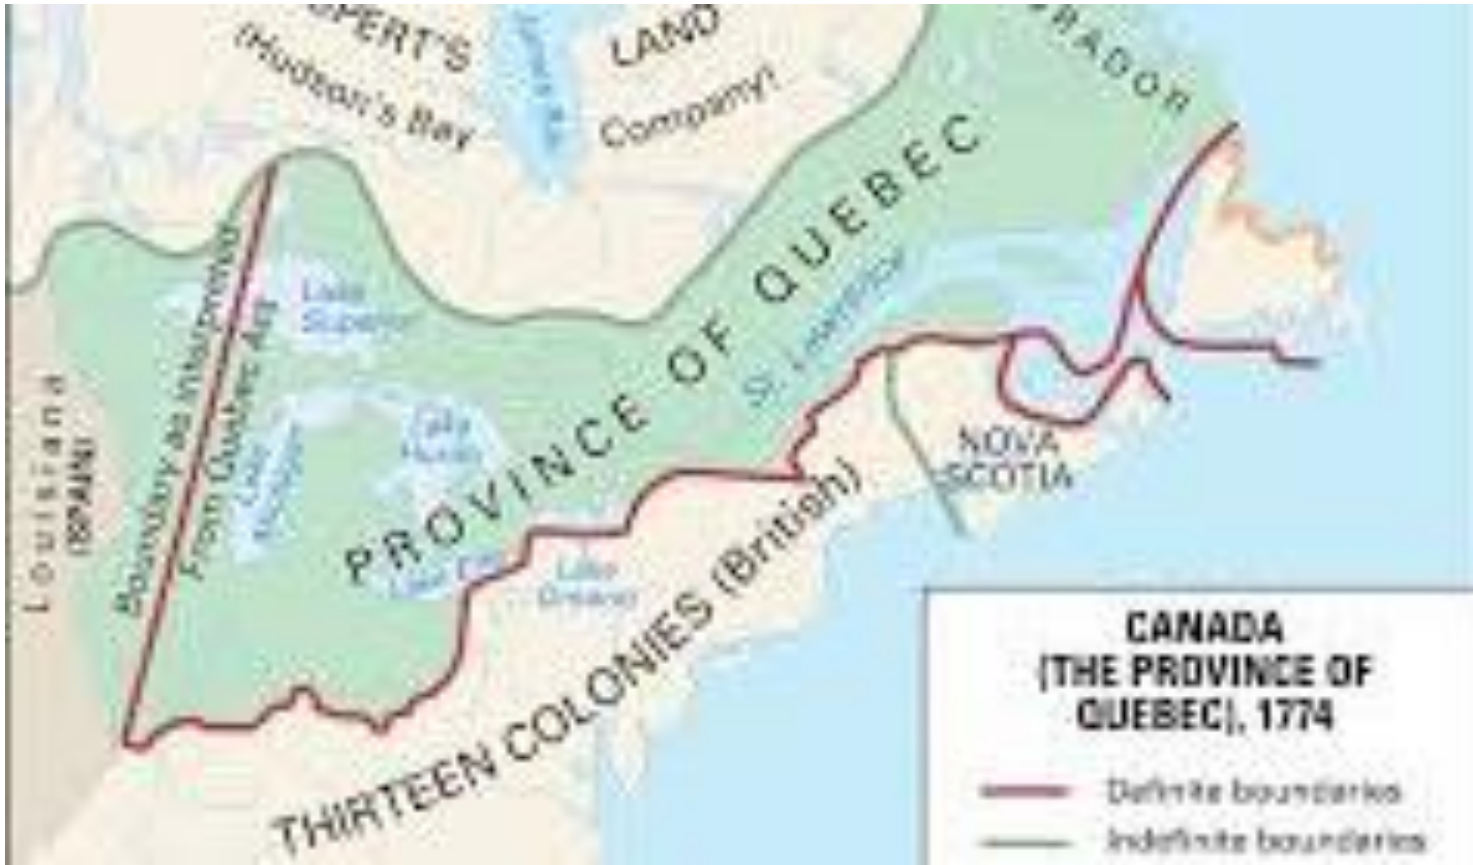 PERT'S
LAND
(Hudson's Bay
Company)
RADOR
PROVINCE OF QUEBEC
St. Lawrence
Boundary as interpreted
From Quebec Act
Lake
Superior
Lake
Michigan
Lake
Huron
Lake Erie
Lake
Ontario
Louisiana
(SPAIN)
NOVA
SCOTIA
THIRTEEN COLONIES (British)
CANADA
(THE PROVINCE OF
QUEBEC), 1774
Definite boundaries
Indefinite boundaries